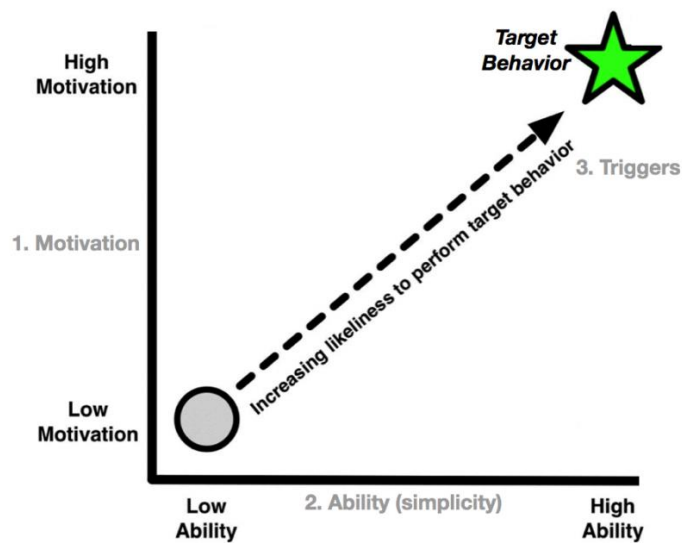 Target
Behavior
High
Motivation
3. Triggers
1. Motivation
Increasing likeliness to perform target behavior
Low
Motivation
2. Ability (simplicity)
Low
Ability
High
Ability